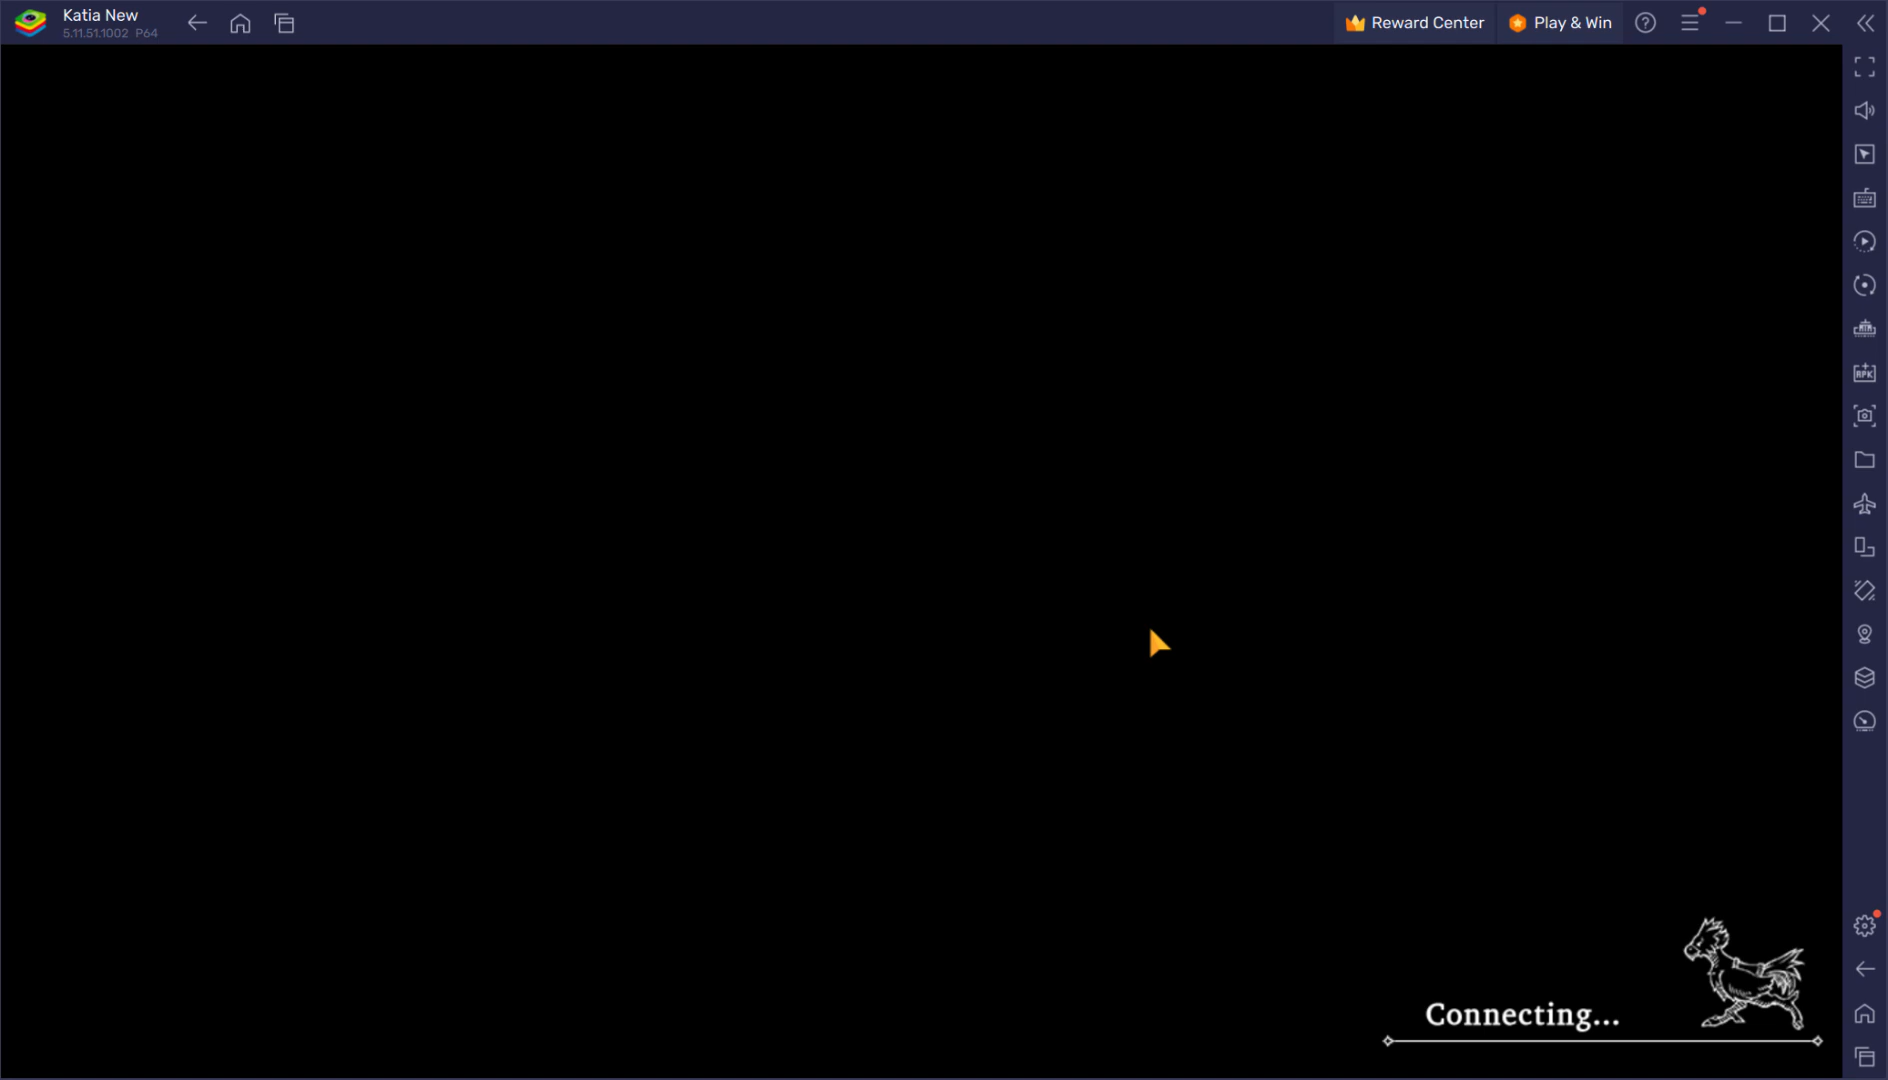 Katia New
5.11.51.1002 P64
Reward Center
Play & Win
Connecting...